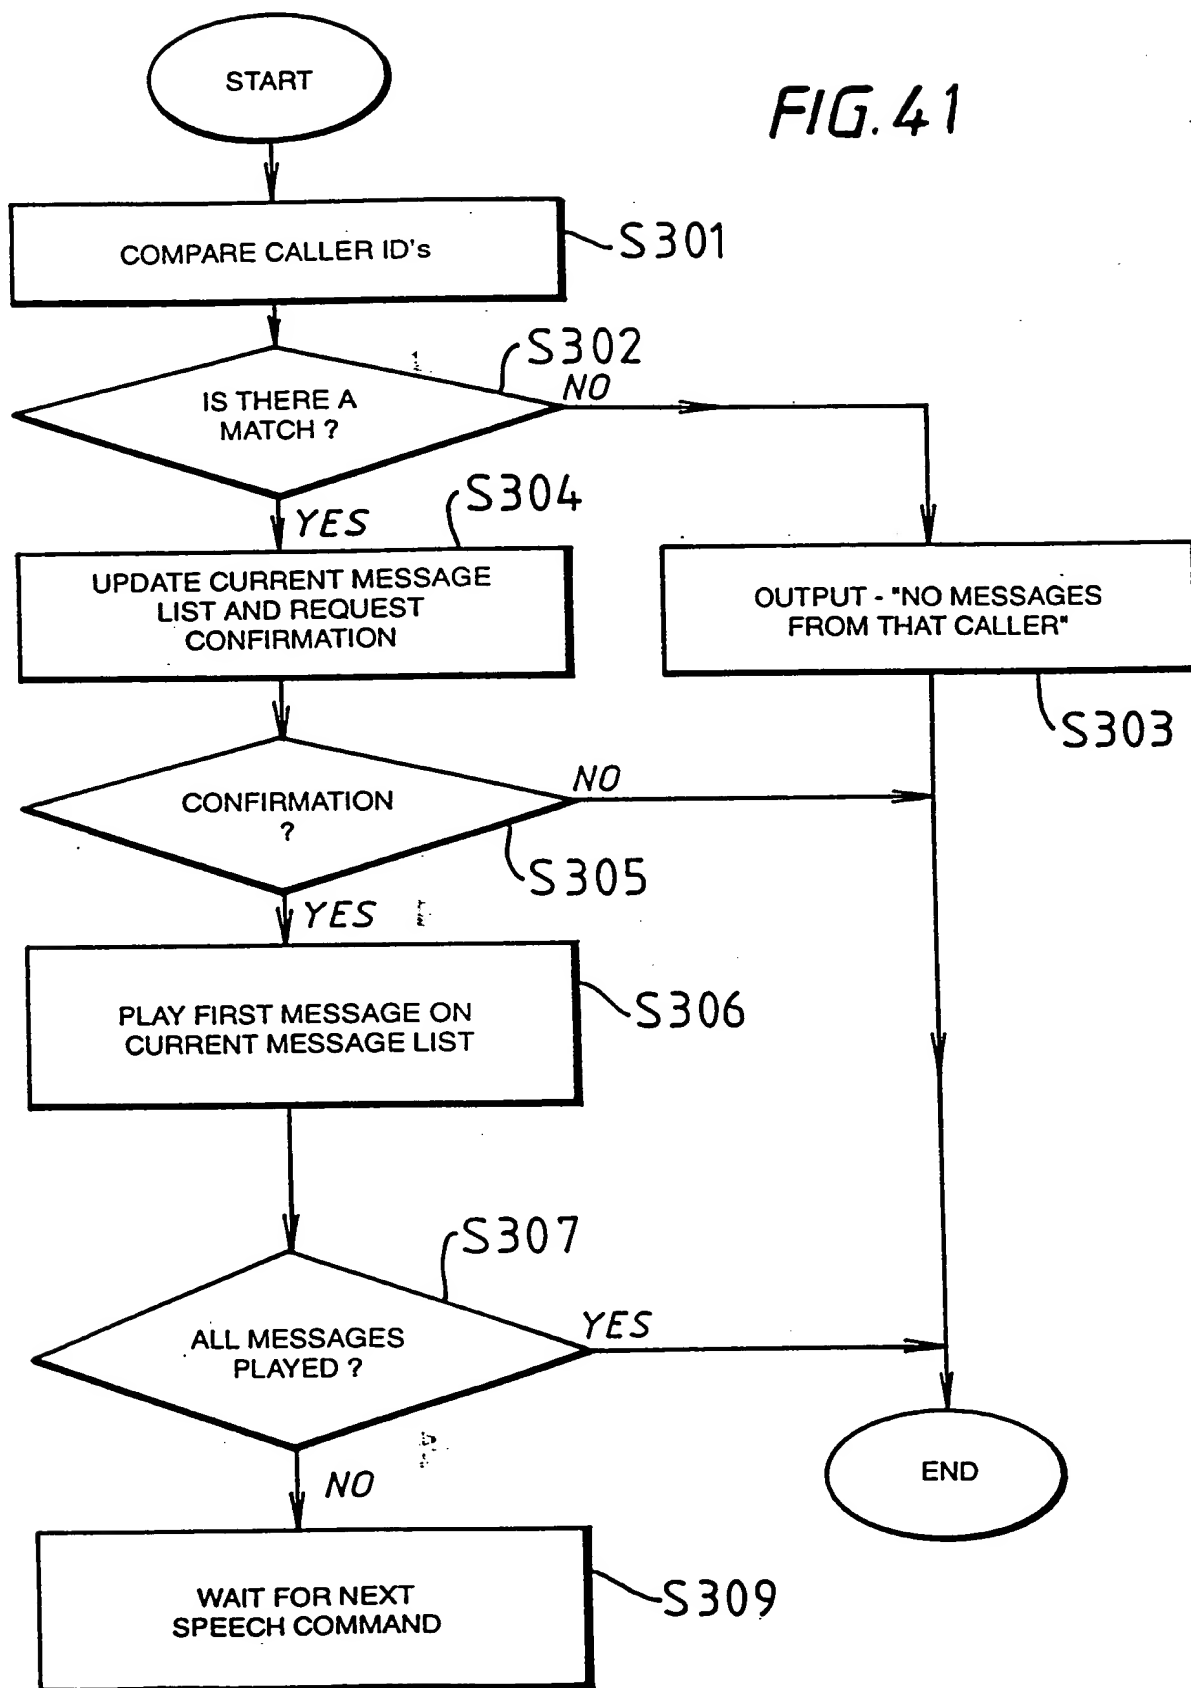 START
FIG. 41
COMPARE CALLER ID's
S301
S302
IS THERE A
MATCH ?
NO
S304
YES
UPDATE CURRENT MESSAGE
LIST AND REQUEST
CONFIRMATION
OUTPUT - "NO MESSAGES
FROM THAT CALLER"
S303
CONFIRMATION
?
NO
S305
YES
PLAY FIRST MESSAGE ON
CURRENT MESSAGE LIST
S306
S307
ALL MESSAGES
PLAYED ?
YES
END
NO
WAIT FOR NEXT
SPEECH COMMAND
S309